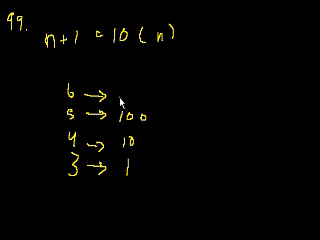 99.
n+1 = 10(n)
6 →
5 → 100
4 → 10
3 → 1